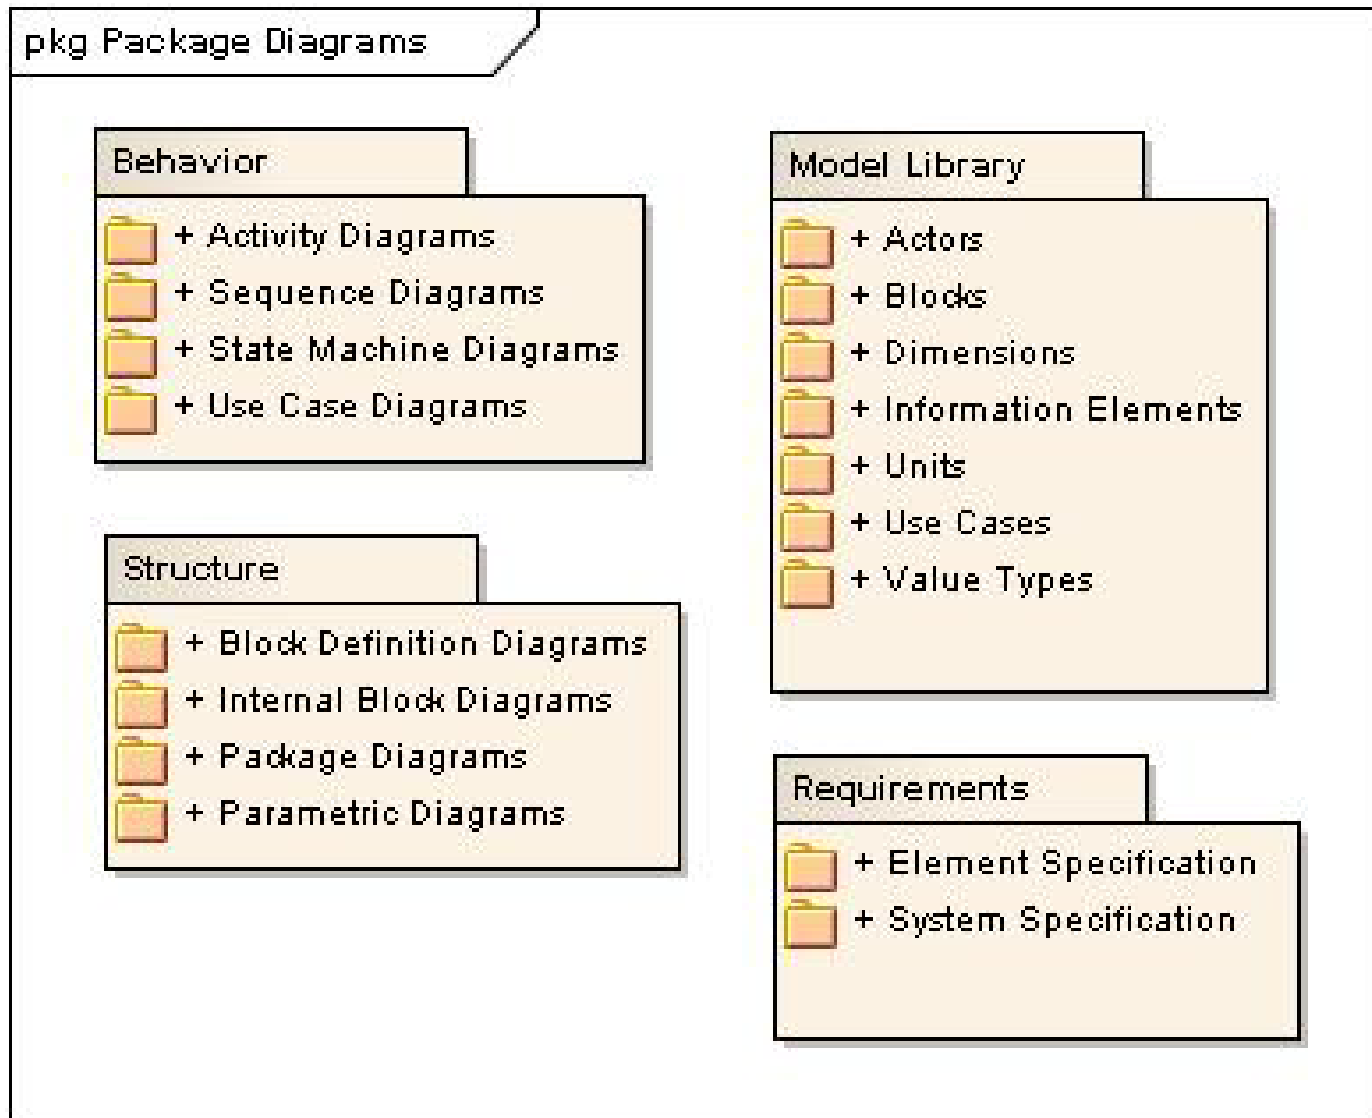 pkg Package Diagrams
Behavior
+ Activity Diagrams
+ Sequence Diagrams
+ State Machine Diagrams
+ Use Case Diagrams
Structure
+ Block Definition Diagrams
+ Internal Block Diagrams
+ Package Diagrams
+ Parametric Diagrams
Model Library
+ Actors
+ Blocks
+ Dimensions
+ Information Elements
+ Units
+ Use Cases
+ Value Types
Requirements
+ Element Specification
+ System Specification